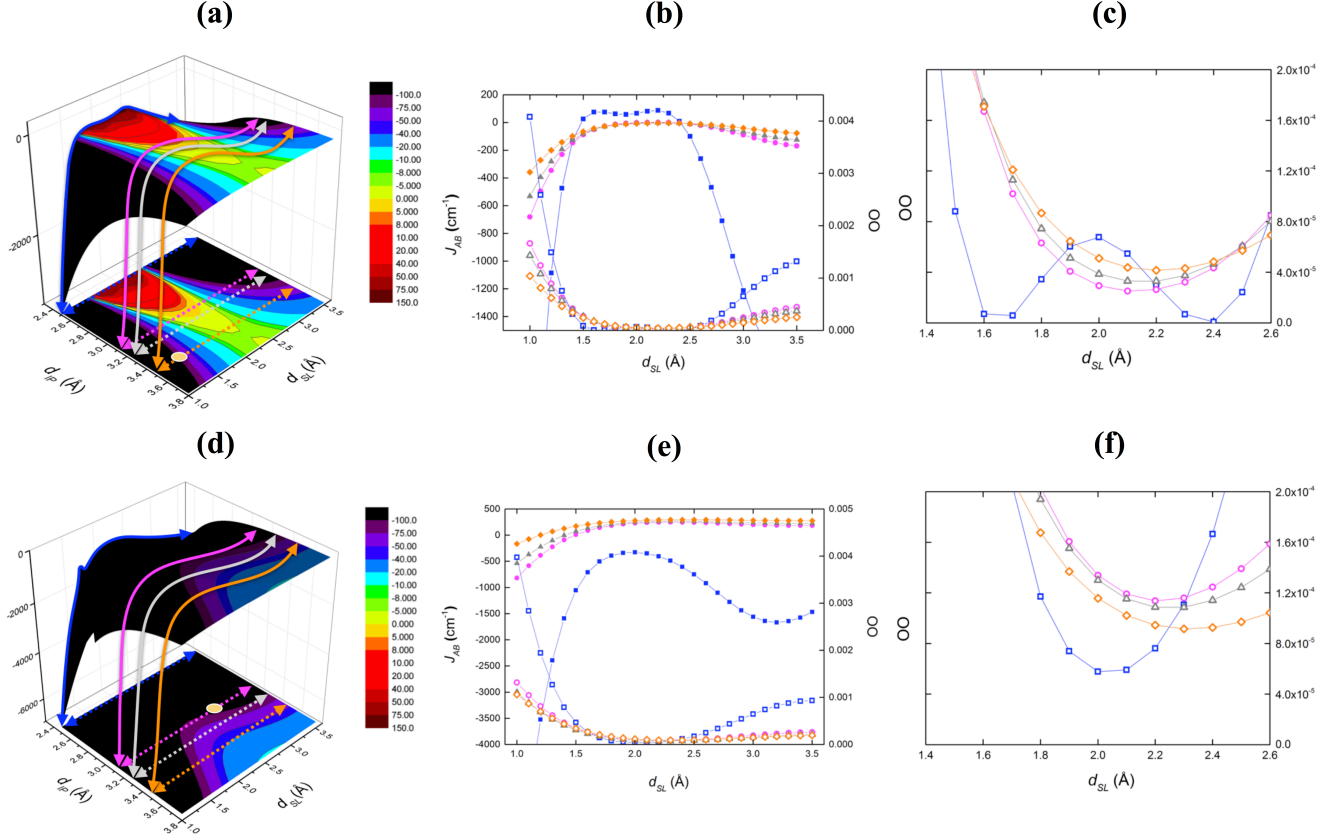 (a)
0
-2000
2.4
2.6
2.8
3.0
3.2
3.4
3.6
3.8
d_IP (Å)
1.0
1.5
2.0
2.5
3.0
3.5
d_SL (Å)
-100.0
-75.00
-50.00
-40.00
-20.00
-10.00
-8.000
-5.000
0.000
5.000
8.000
10.00
20.00
40.00
50.00
75.00
150.0
(b)
200
0
-200
-400
-600
-800
-1000
-1200
-1400
J_AB (cm⁻¹)
1.0 1.5 2.0 2.5 3.0 3.5
d_SL (Å)
0.004
0.003
0.002
0.001
0.000
OO
(c)
2.0x10⁻⁴
1.6x10⁻⁴
1.2x10⁻⁴
8.0x10⁻⁵
4.0x10⁻⁵
0.0
OO
1.4 1.6 1.8 2.0 2.2 2.4 2.6
d_SL (Å)
(d)
0
-2000
-4000
-6000
2.4
2.6
2.8
3.0
3.2
3.4
3.6
3.8
d_IP (Å)
1.0
1.5
2.0
2.5
3.0
3.5
d_SL (Å)
-100.0
-75.00
-50.00
-40.00
-20.00
-10.00
-8.000
-5.000
0.000
5.000
8.000
10.00
20.00
40.00
50.00
75.00
150.0
(e)
500
0
-500
-1000
-1500
-2000
-2500
-3000
-3500
-4000
J_AB (cm⁻¹)
1.0 1.5 2.0 2.5 3.0 3.5
d_SL (Å)
0.005
0.004
0.003
0.002
0.001
0.000
OO
(f)
2.0x10⁻⁴
1.6x10⁻⁴
1.2x10⁻⁴
8.0x10⁻⁵
4.0x10⁻⁵
0.0
OO
1.4 1.6 1.8 2.0 2.2 2.4 2.6
d_SL (Å)